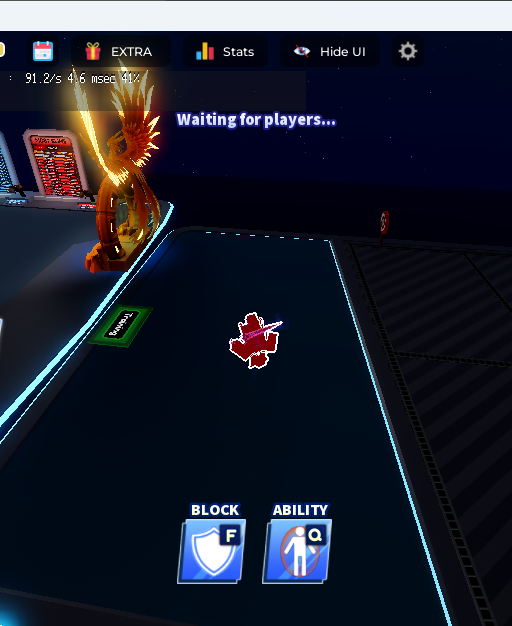 EXTRA
Stats
Hide UI
: 91.2/s 4.6 msec 41%
Waiting for players...
Training
BLOCK
ABILITY
F
Q